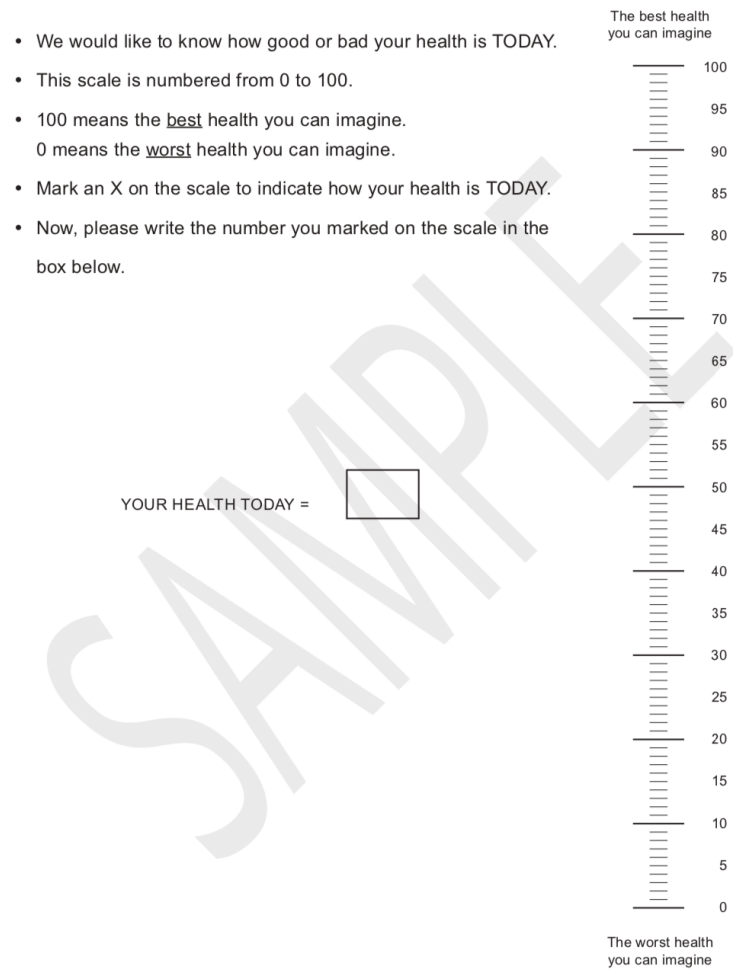 • We would like to know how good or bad your health is TODAY.
• This scale is numbered from 0 to 100.
• 100 means the best health you can imagine.
0 means the worst health you can imagine.
• Mark an X on the scale to indicate how your health is TODAY.
• Now, please write the number you marked on the scale in the
box below.
YOUR HEALTH TODAY =
The best health
you can imagine
100
95
90
85
80
75
70
65
60
55
50
45
40
35
30
25
20
15
10
5
0
The worst health
you can imagine
SAMPLE